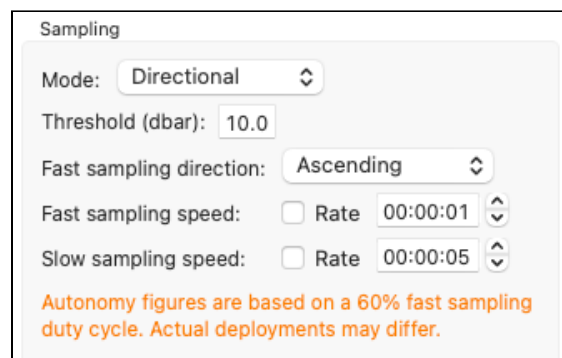 Sampling
Mode: Directional
Threshold (dbar): 10.0
Fast sampling direction: Ascending
Fast sampling speed: Rate 00:00:01
Slow sampling speed: Rate 00:00:05
Autonomy figures are based on a 60% fast sampling
duty cycle. Actual deployments may differ.